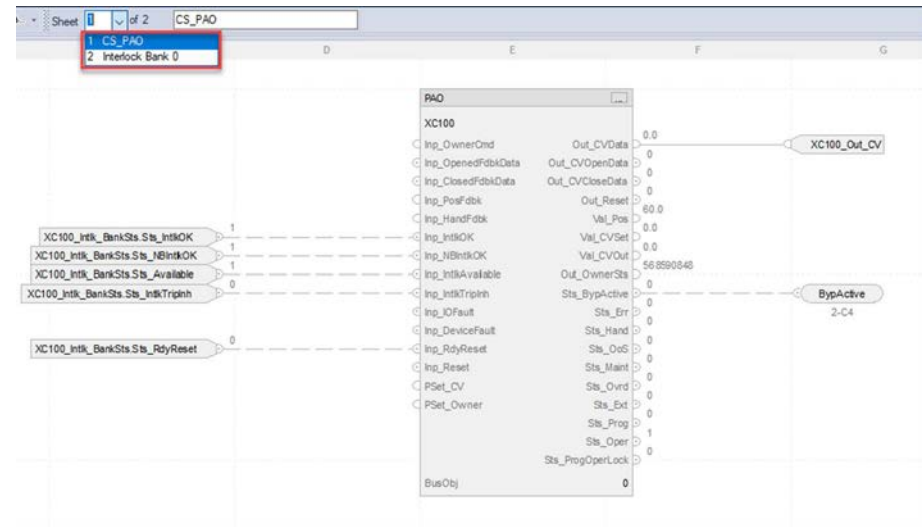 Sheet 1 of 2 CS_PAO
1 CS_PAO
2 Interlock Bank 0
D E F G
PAO ...
XC100
Inp_OwnerCmd Out_CVData 0.0 XC100_Out_CV
Inp_OpenedFdbkData Out_CVOpenData 0
Inp_ClosedFdbkData Out_CVCloseData 0
Inp_PosFdbk Out_Reset 0
Inp_HandFdbk Val_Pos 60.0
XC100_Intlk_BankSts.Sts_IntlkOK 1 Inp_IntlkOK Val_CVSet 0.0
XC100_Intlk_BankSts.Sts_NBIntlkOK 1 Inp_NBIntlkOK Val_CVOut 0.0
XC100_Intlk_BankSts.Sts_Available 1 Inp_IntlkAvailable Out_OwnerSts 568590848
XC100_Intlk_BankSts.Sts_IntlkTripInh 0 Inp_IntlkTripInh Sts_BypActive 0 BypActive
Inp_IOFault Sts_Err 0 2-C4
Inp_DeviceFault Sts_Hand 0
XC100_Intlk_BankSts.Sts_RdyReset 0 Inp_RdyReset Sts_OoS 0
Inp_Reset Sts_Maint 0
PSet_CV Sts_Ovrd 0
PSet_Owner Sts_Ext 0
Sts_Prog 0
Sts_Oper 1
Sts_ProgOperLock 0
BusObj 0